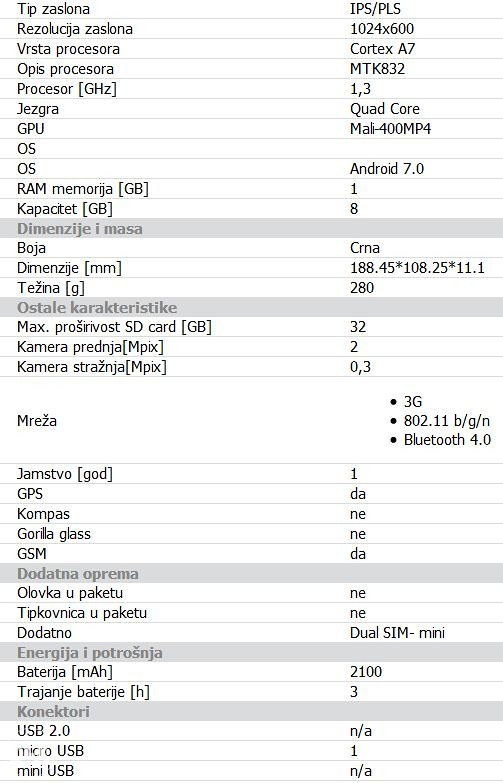 Tip zaslona IPS/PLS
Rezolucija zaslona 1024x600
Vrsta procesora Cortex A7
Opis procesora MTK832
Procesor [GHz] 1,3
Jezgra Quad Core
GPU Mali-400MP4
OS
OS Android 7.0
RAM memorija [GB] 1
Kapacitet [GB] 8
Dimenzije i masa
Boja Crna
Dimenzije [mm] 188.45*108.25*11.1
Težina [g] 280
Ostale karakteristike
Max. proširivost SD card [GB] 32
Kamera prednja[Mpix] 2
Kamera stražnja[Mpix] 0,3
Mreža
• 3G
• 802.11 b/g/n
• Bluetooth 4.0
Jamstvo [god] 1
GPS da
Kompas ne
Gorilla glass ne
GSM da
Dodatna oprema
Olovka u paketu ne
Tipkovnica u paketu ne
Dodatno Dual SIM- mini
Energija i potrošnja
Baterija [mAh] 2100
Trajanje baterije [h] 3
Konektori
USB 2.0 n/a
micro USB 1
mini USB n/a